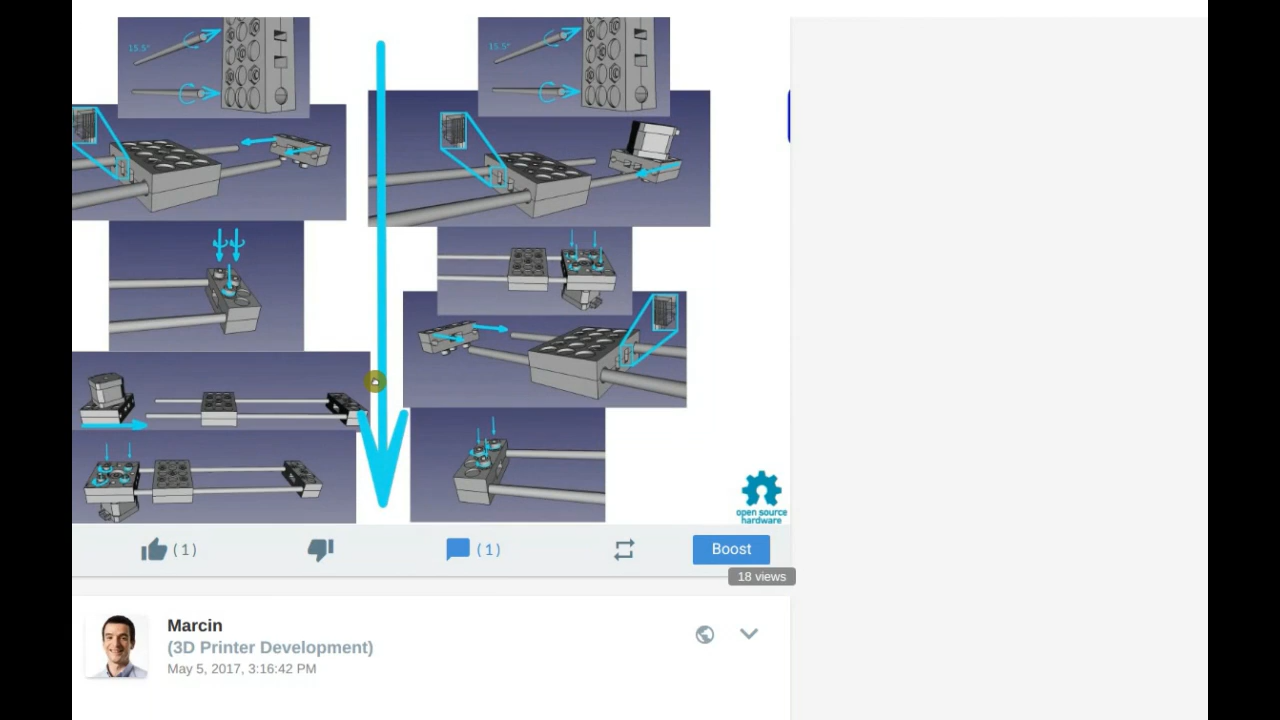 15.5°
15.5°
open source
hardware
(1)
(1)
Boost
18 views
Marcin
(3D Printer Development)
May 5, 2017, 3:16:42 PM